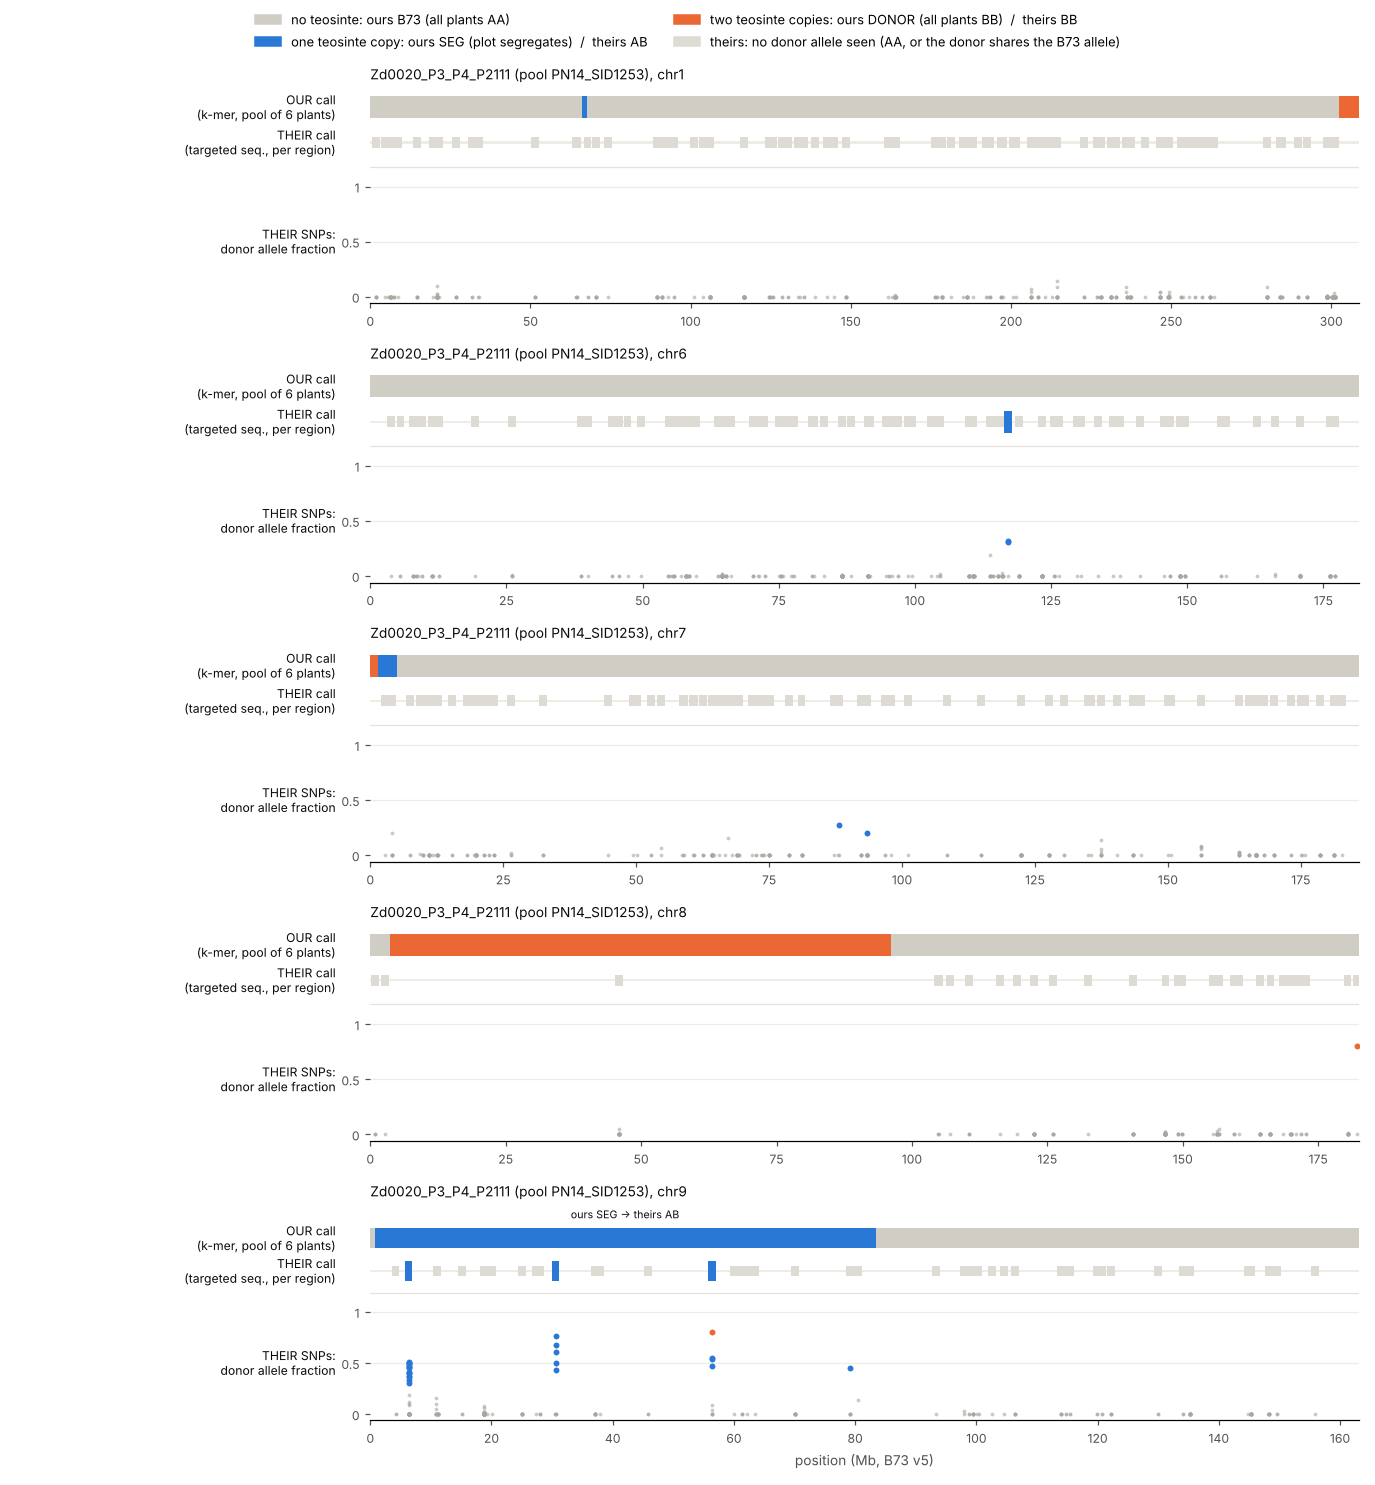 no teosinte: ours B73 (all plants AA)
two teosinte copies: ours DONOR (all plants BB)  /  theirs BB
one teosinte copy: ours SEG (plot segregates)  /  theirs AB
theirs: no donor allele seen (AA, or the donor shares the B73 allele)
Zd0020_P3_P4_P2111 (pool PN14_SID1253), chr1
OUR call
(k-mer, pool of 6 plants)
THEIR call
(targeted seq., per region)
1
THEIR SNPs:
donor allele fraction
0.5
0
0 50 100 150 200 250 300
Zd0020_P3_P4_P2111 (pool PN14_SID1253), chr6
OUR call
(k-mer, pool of 6 plants)
THEIR call
(targeted seq., per region)
1
THEIR SNPs:
donor allele fraction
0.5
0
0 25 50 75 100 125 150 175
Zd0020_P3_P4_P2111 (pool PN14_SID1253), chr7
OUR call
(k-mer, pool of 6 plants)
THEIR call
(targeted seq., per region)
1
THEIR SNPs:
donor allele fraction
0.5
0
0 25 50 75 100 125 150 175
Zd0020_P3_P4_P2111 (pool PN14_SID1253), chr8
OUR call
(k-mer, pool of 6 plants)
THEIR call
(targeted seq., per region)
1
THEIR SNPs:
donor allele fraction
0.5
0
0 25 50 75 100 125 150 175
Zd0020_P3_P4_P2111 (pool PN14_SID1253), chr9
ours SEG → theirs AB
OUR call
(k-mer, pool of 6 plants)
THEIR call
(targeted seq., per region)
1
THEIR SNPs:
donor allele fraction
0.5
0
0 20 40 60 80 100 120 140 160
position (Mb, B73 v5)